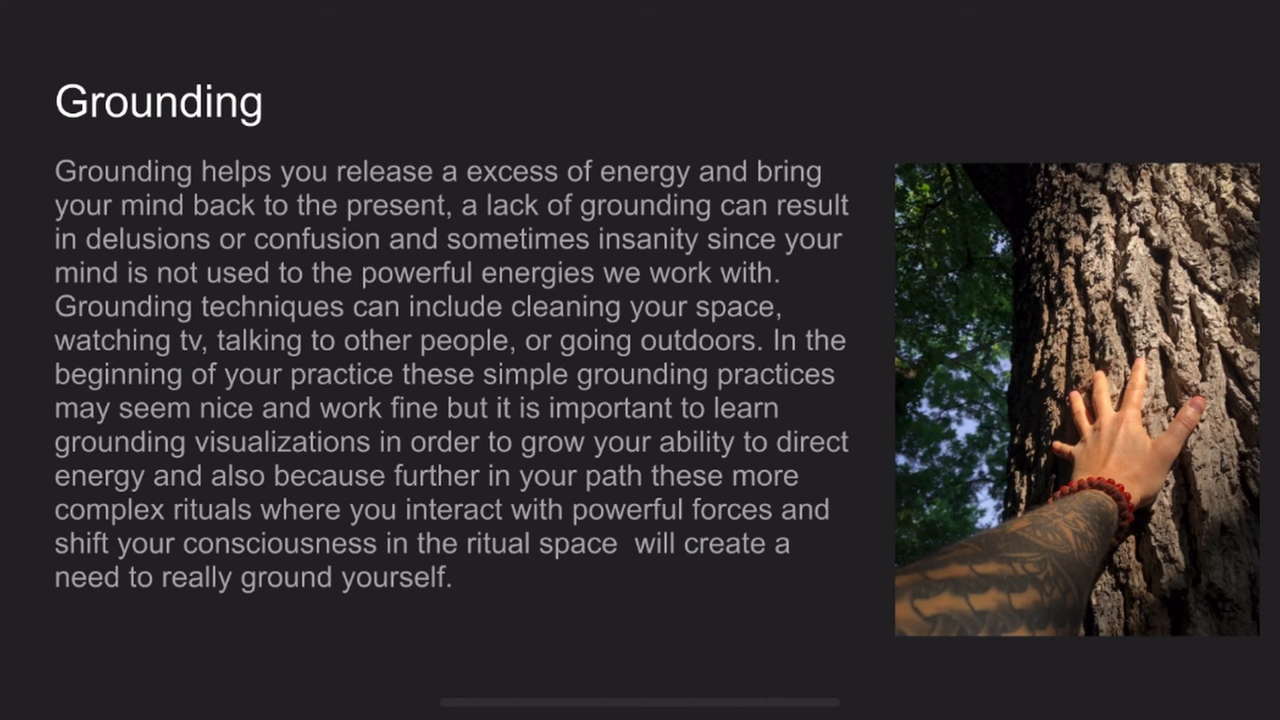 Grounding
Grounding helps you release a excess of energy and bring
your mind back to the present, a lack of grounding can result
in delusions or confusion and sometimes insanity since your
mind is not used to the powerful energies we work with.
Grounding techniques can include cleaning your space,
watching tv, talking to other people, or going outdoors. In the
beginning of your practice these simple grounding practices
may seem nice and work fine but it is important to learn
grounding visualizations in order to grow your ability to direct
energy and also because further in your path these more
complex rituals where you interact with powerful forces and
shift your consciousness in the ritual space  will create a
need to really ground yourself.